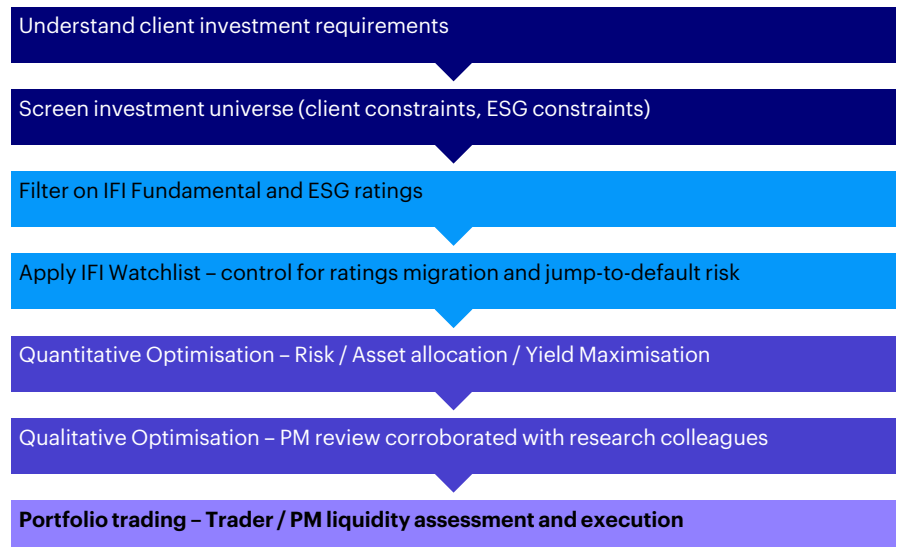 Understand client investment requirements
Screen investment universe (client constraints, ESG constraints)
Filter on IFI Fundamental and ESG ratings
Apply IFI Watchlist – control for ratings migration and jump-to-default risk
Quantitative Optimisation – Risk / Asset allocation / Yield Maximisation
Qualitative Optimisation – PM review corroborated with research colleagues
Portfolio trading – Trader / PM liquidity assessment and execution